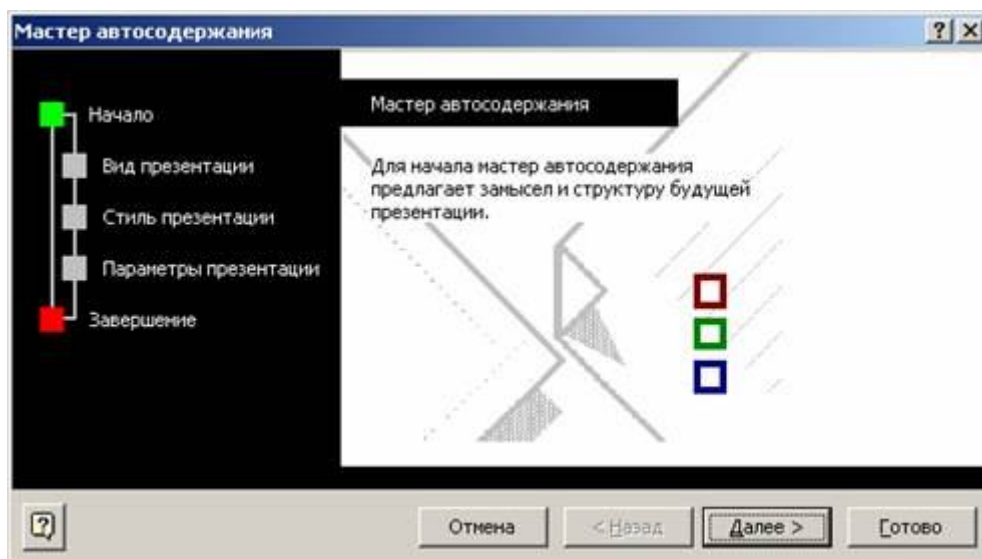 Мастер автосодержания
Начало
Вид презентации
Стиль презентации
Параметры презентации
Завершение
Мастер автосодержания
Для начала мастер автосодержания
предлагает замысел и структуру будущей
презентации.
Отмена
< Назад
Далее >
Готово